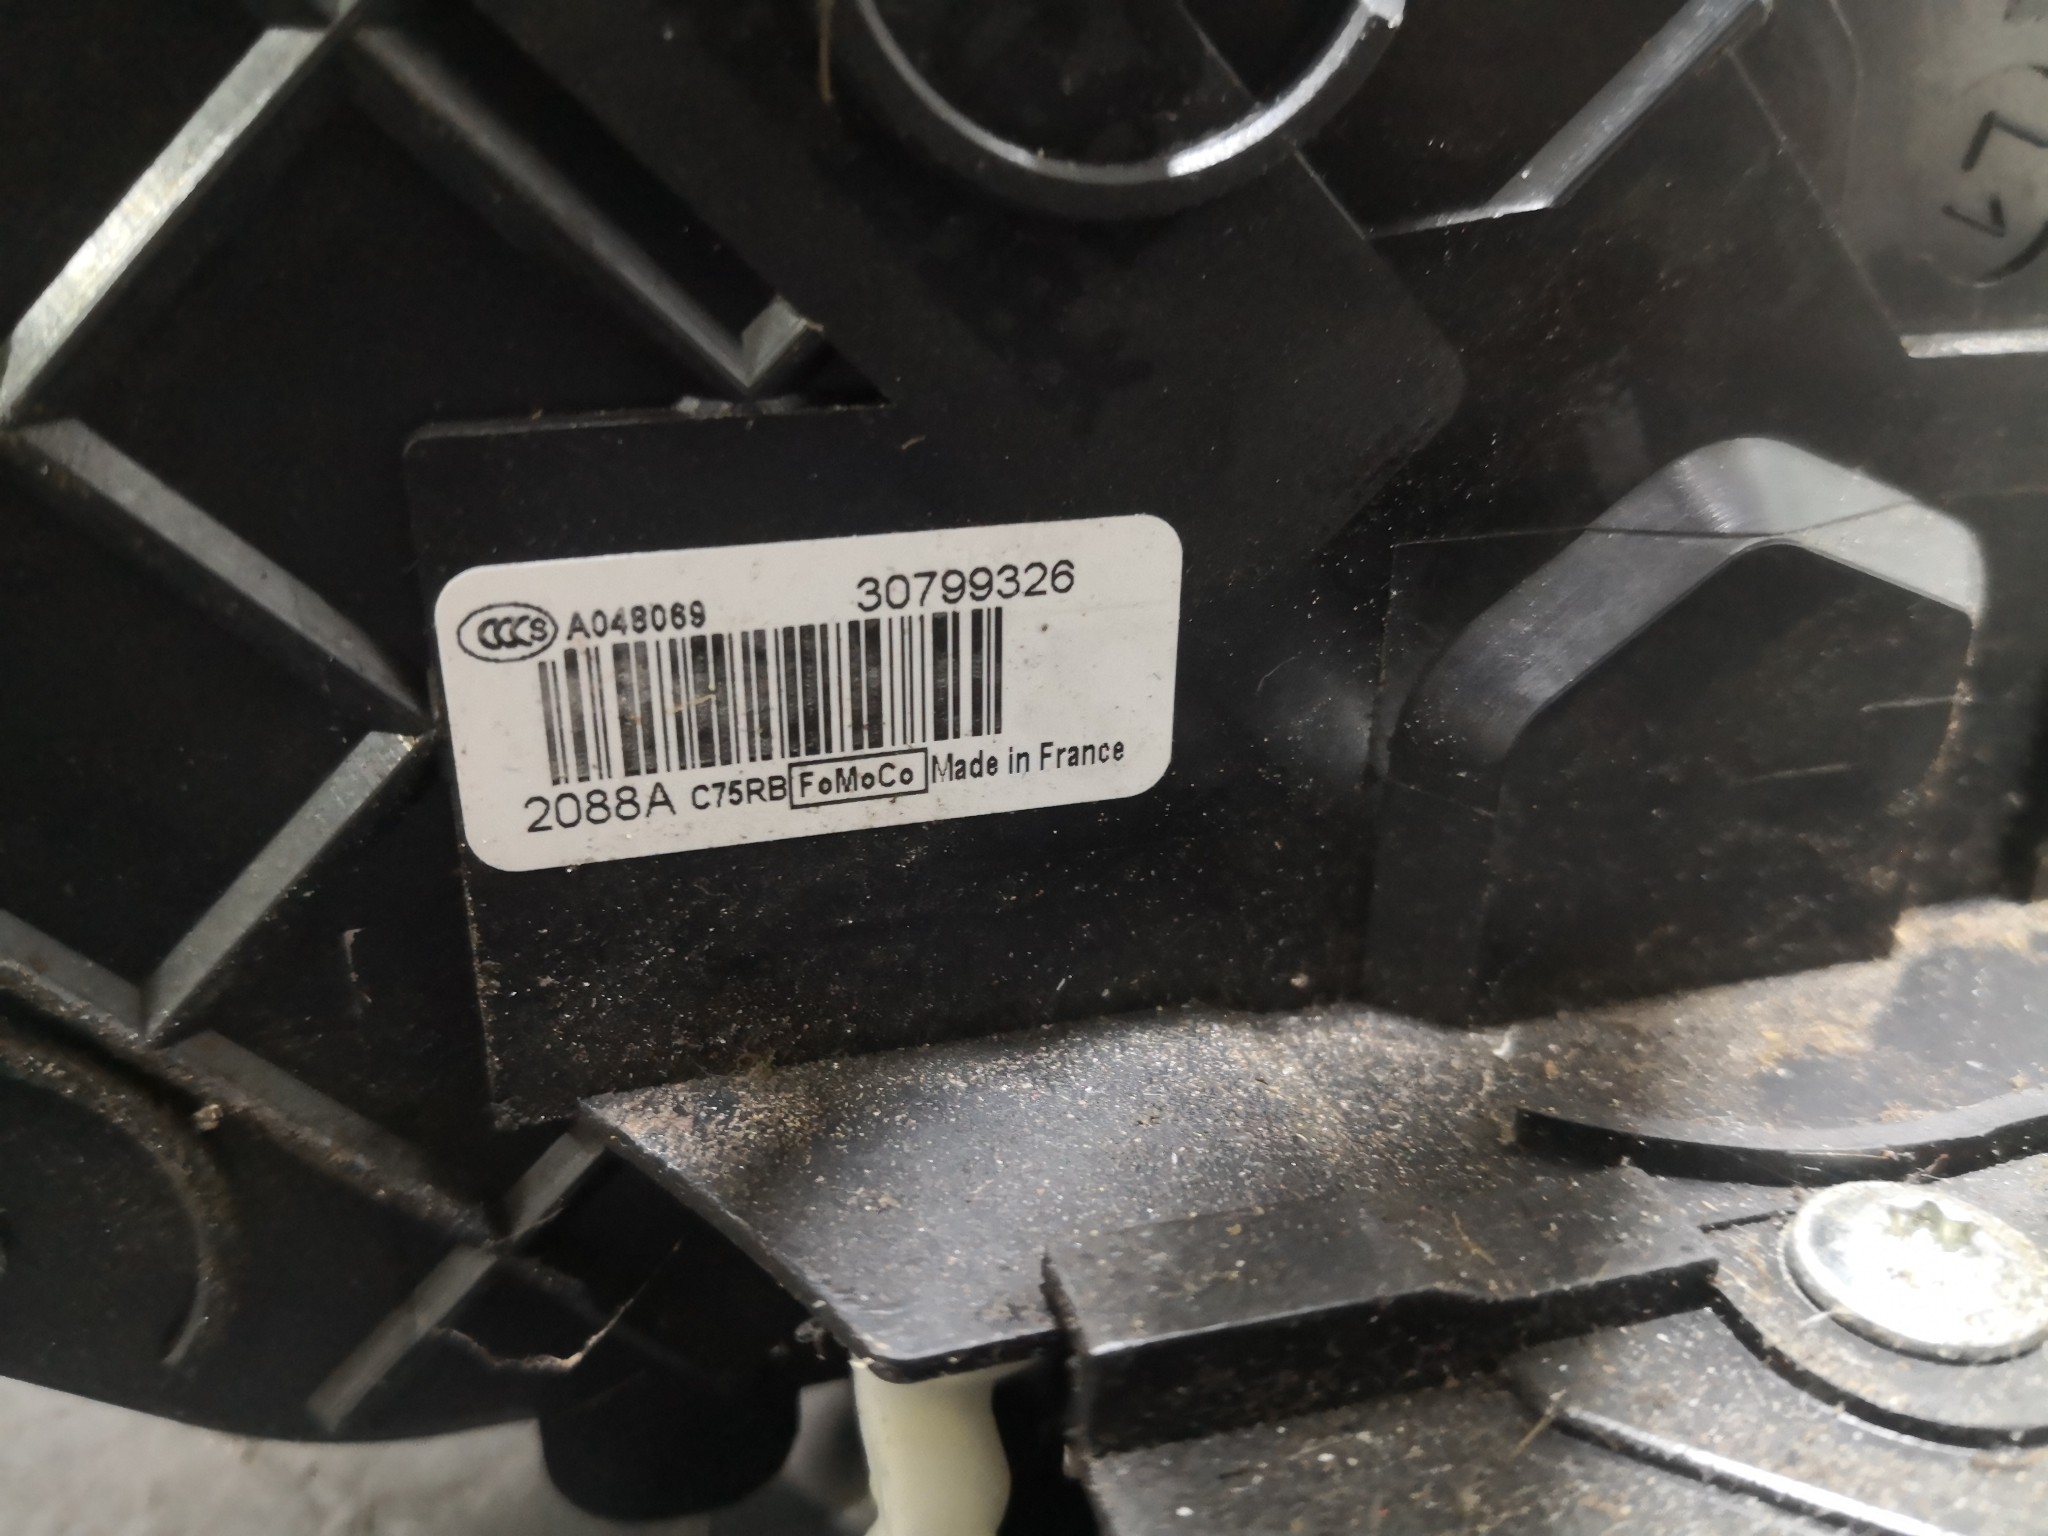 CCCS A048069 30799326
2088A C75RB FoMoCo Made in France